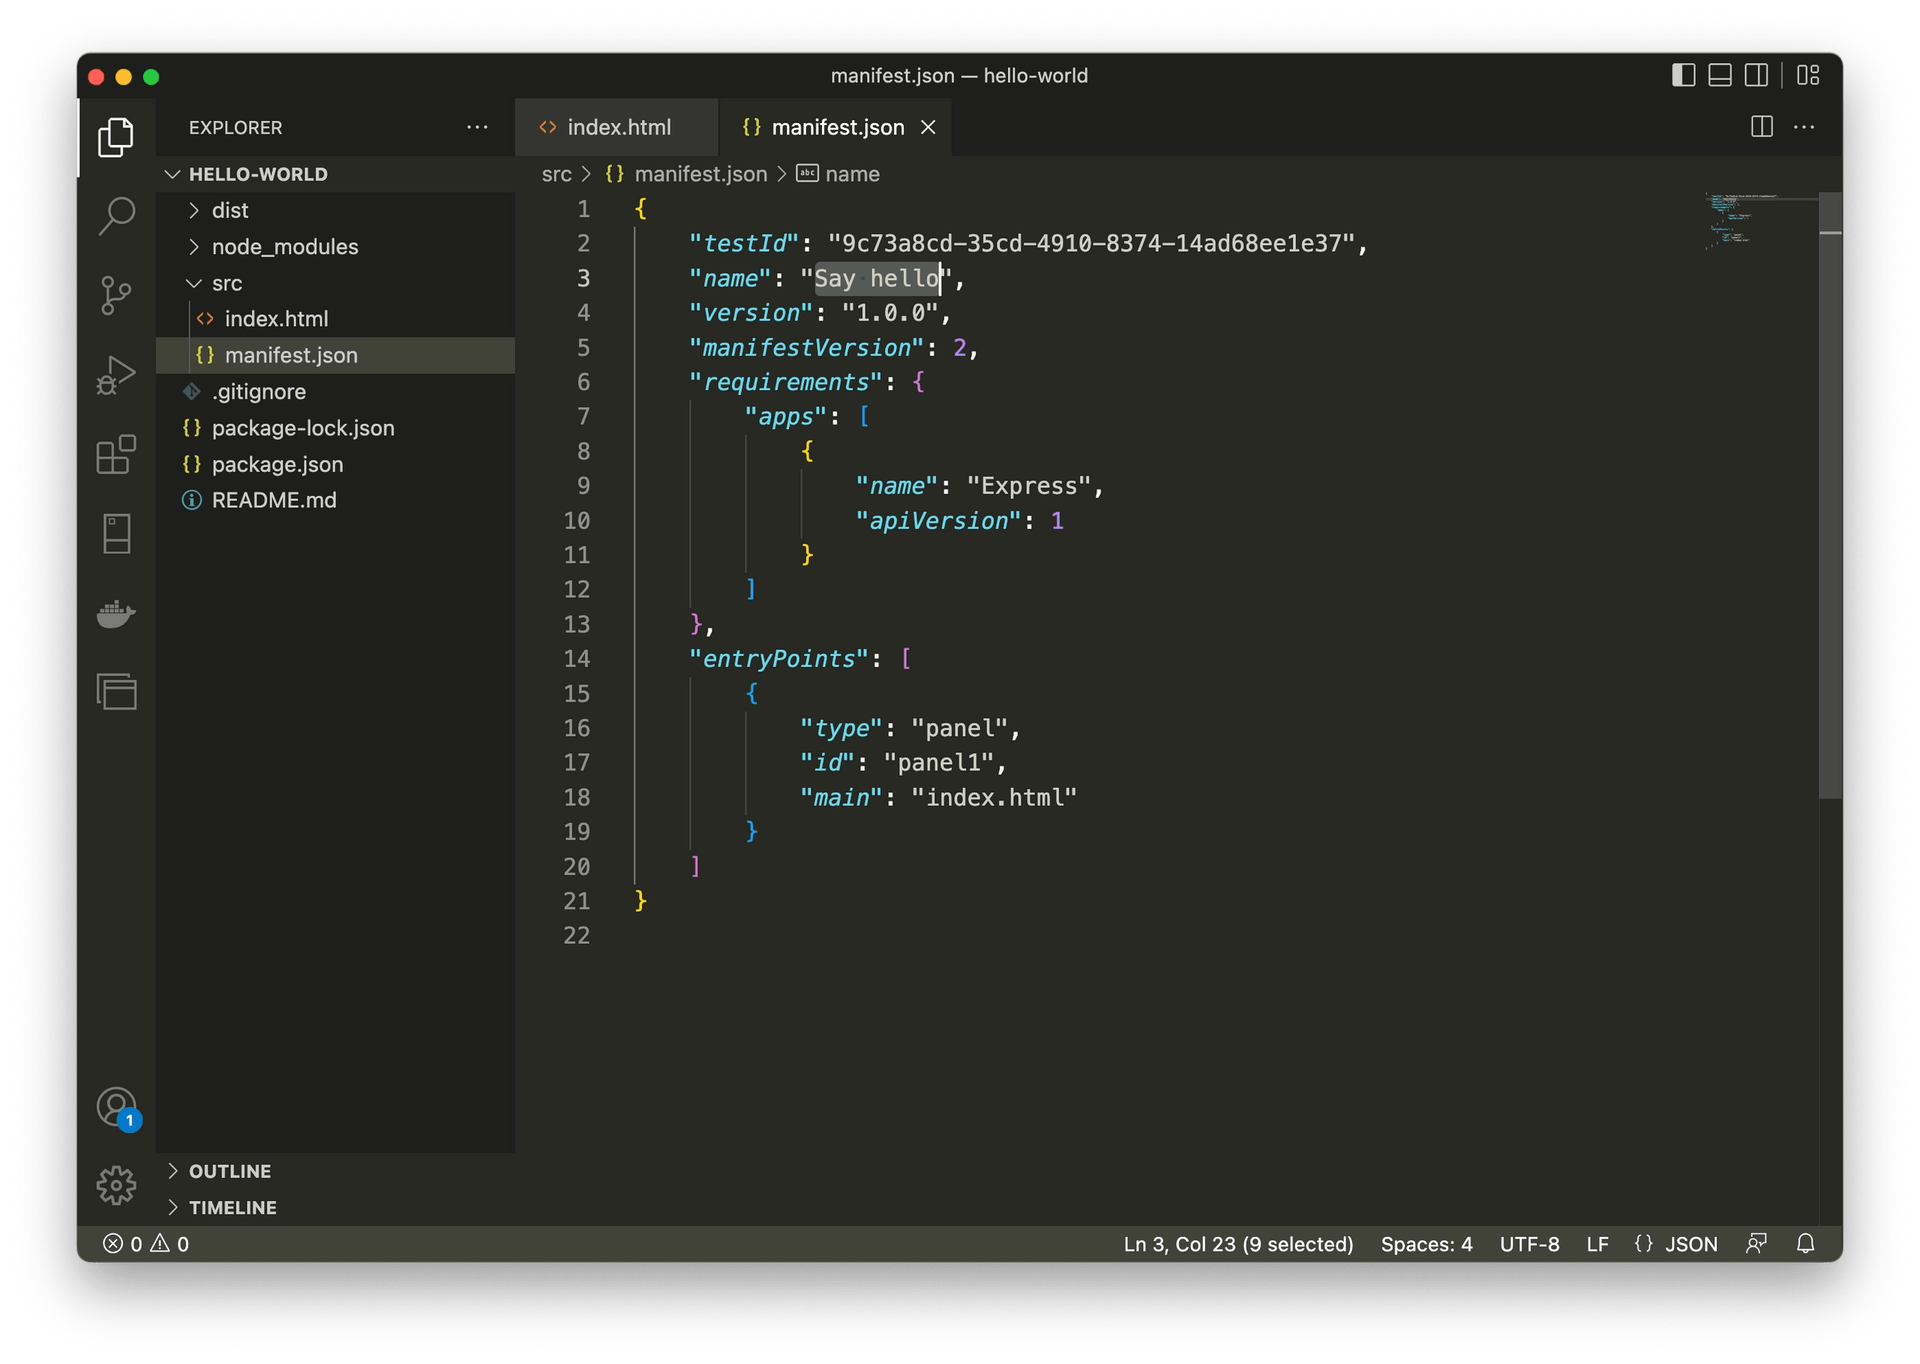 manifest.json — hello-world
EXPLORER
index.html
manifest.json
HELLO-WORLD
src
manifest.json
name
dist
node_modules
src
index.html
manifest.json
.gitignore
package-lock.json
package.json
README.md
1 {
2 "testId": "9c73a8cd-35cd-4910-8374-14ad68ee1e37",
3 "name": "Say hello",
4 "version": "1.0.0",
5 "manifestVersion": 2,
6 "requirements": {
7 "apps": [
8 {
9 "name": "Express",
10 "apiVersion": 1
11 }
12 ]
13 },
14 "entryPoints": [
15 {
16 "type": "panel",
17 "id": "panel1",
18 "main": "index.html"
19 }
20 ]
21 }
22
1
OUTLINE
TIMELINE
0 0
Ln 3, Col 23 (9 selected) Spaces: 4 UTF-8 LF {} JSON